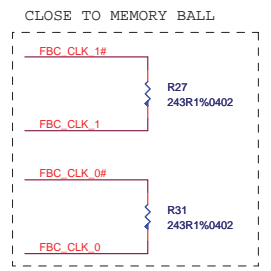 CLOSE TO MEMORY BALL
FBC_CLK_1#
R27
243R1%0402
FBC_CLK_1
FBC_CLK_0#
R31
243R1%0402
FBC_CLK_0